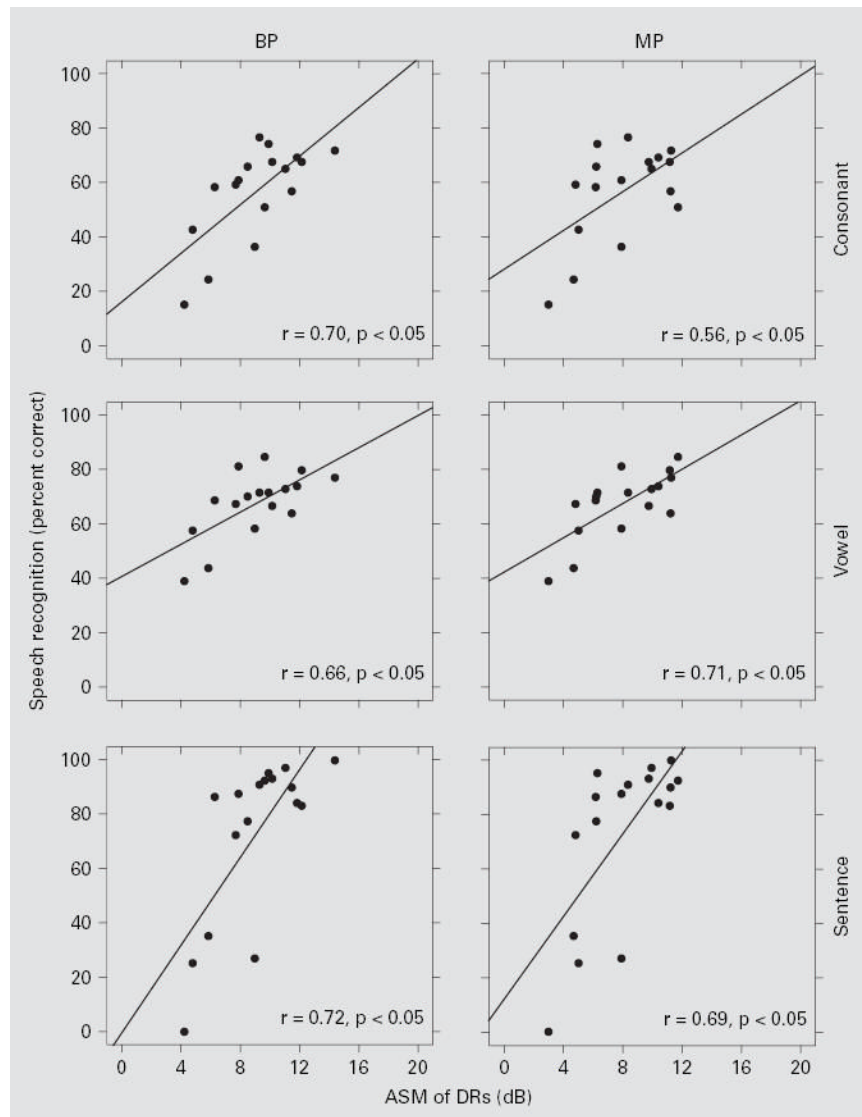 BP MP
100
80
60
40
20
0
Consonant
r = 0.70, p < 0.05
r = 0.56, p < 0.05
Speech recognition (percent correct)
100
80
60
40
20
0
Vowel
r = 0.66, p < 0.05
r = 0.71, p < 0.05
100
80
60
40
20
0
Sentence
r = 0.72, p < 0.05
r = 0.69, p < 0.05
0 4 8 12 16 20 0 4 8 12 16 20
ASM of DRs (dB)